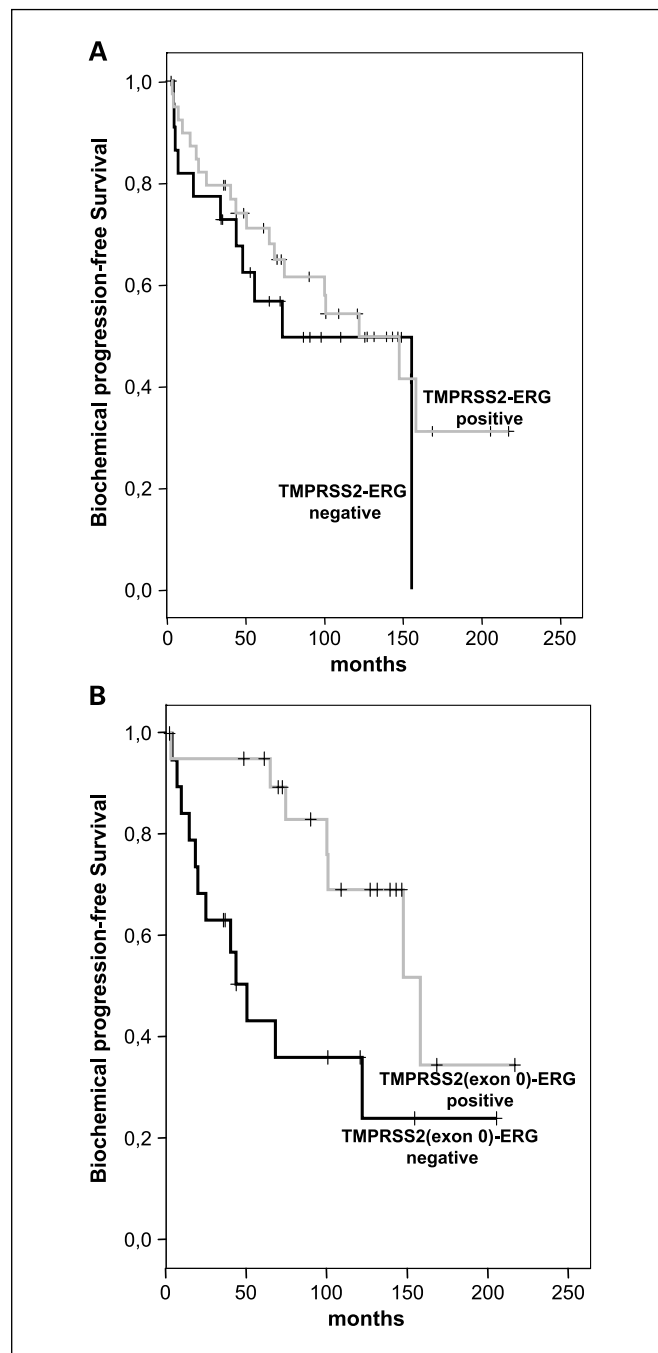 A
Biochemical progression-free Survival
1,0
0,8
0,6
0,4
0,2
0,0
TMPRSS2-ERG
positive
TMPRSS2-ERG
negative
0 50 100 150 200 250
months
B
Biochemical progression-free Survival
1,0
0,8
0,6
0,4
0,2
0,0
TMPRSS2(exon 0)-ERG
positive
TMPRSS2(exon 0)-ERG
negative
0 50 100 150 200 250
months